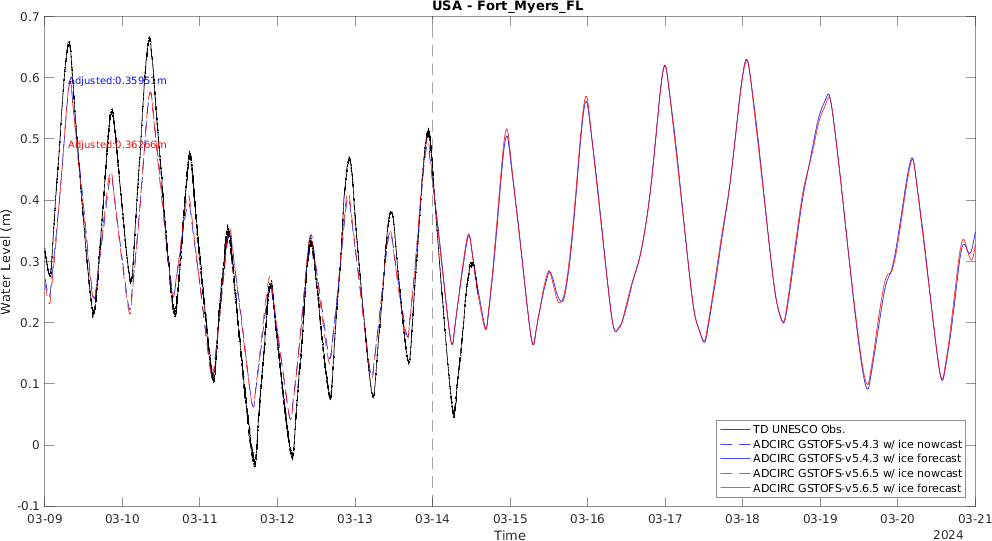 USA - Fort_Myers_FL
0.7
0.6
0.5
0.4
0.3
0.2
0.1
0
-0.1
Water Level (m)
Adjusted:0.35951m
Adjusted:0.36266m
TD UNESCO Obs.
ADCIRC GSTOFS-v5.4.3 w/ ice nowcast
ADCIRC GSTOFS-v5.4.3 w/ ice forecast
ADCIRC GSTOFS-v5.6.5 w/ ice nowcast
ADCIRC GSTOFS-v5.6.5 w/ ice forecast
03-09 03-10 03-11 03-12 03-13 03-14 03-15 03-16 03-17 03-18 03-19 03-20 03-21
Time
2024